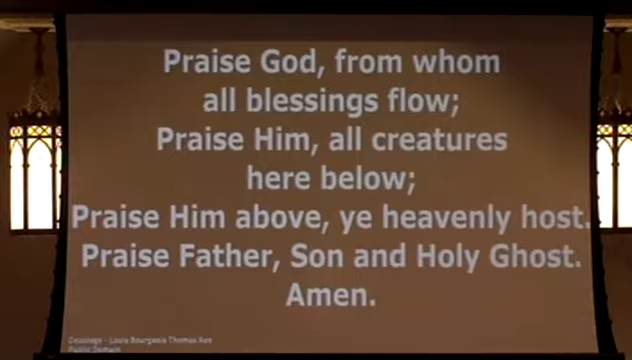 Praise God, from whom
all blessings flow;
Praise Him, all creatures
here below;
Praise Him above, ye heavenly host.
Praise Father, Son and Holy Ghost.
Amen.
Doxology - Louis Bourgeois Thomas Ken
Public Domain